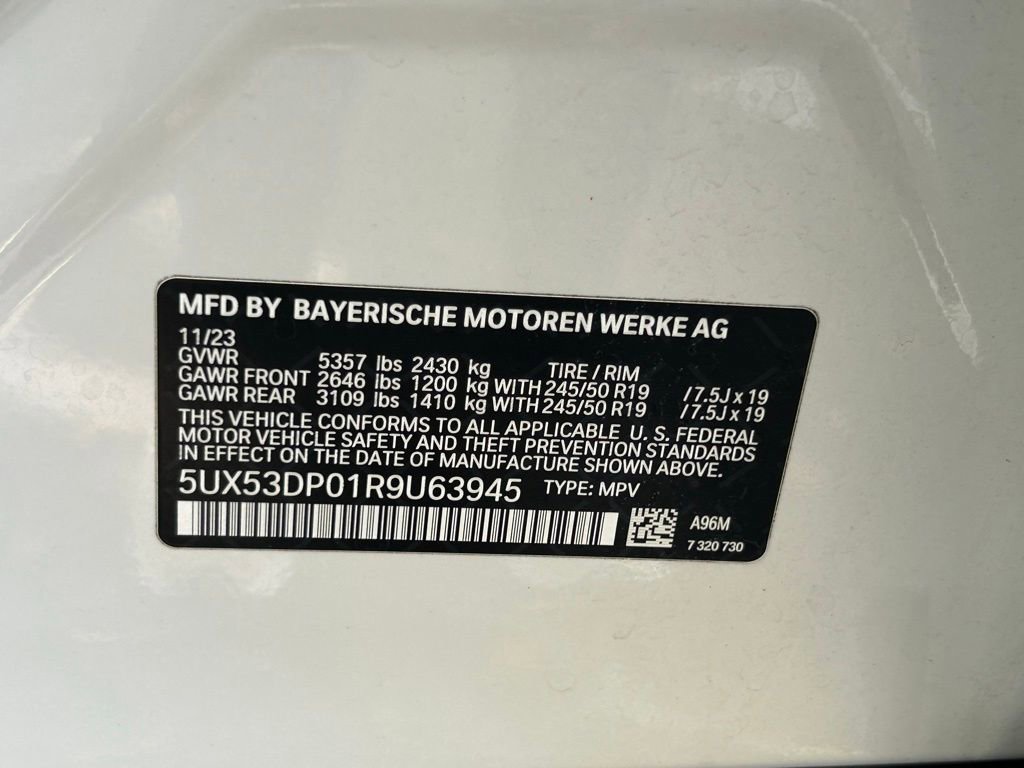 MFD BY BAYERISCHE MOTOREN WERKE AG
11/23
GVWR 5357 lbs 2430 kg TIRE / RIM
GAWR FRONT 2646 lbs 1200 kg WITH 245/50 R19 / 7.5J x 19
GAWR REAR 3109 lbs 1410 kg WITH 245/50 R19 / 7.5J x 19
THIS VEHICLE CONFORMS TO ALL APPLICABLE U. S. FEDERAL
MOTOR VEHICLE SAFETY AND THEFT PREVENTION STANDARDS
IN EFFECT ON THE DATE OF MANUFACTURE SHOWN ABOVE.
5UX53DP01R9U63945 TYPE: MPV
A96M
7 320 730